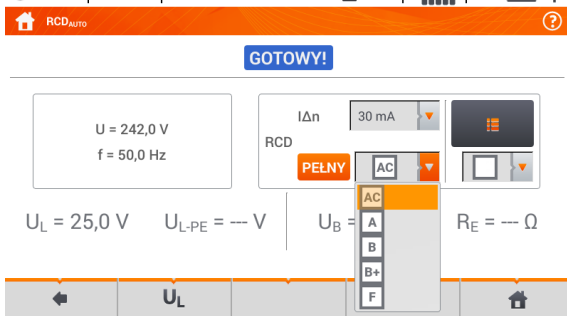 RCDAUTO ?
GOTOWY!
U = 242,0 V
f = 50,0 Hz
IΔn 30 mA
RCD
PEŁNY AC
AC
A
B
B+
F
UL = 25,0 V UL-PE = --- V UB = RE = --- Ω
UL